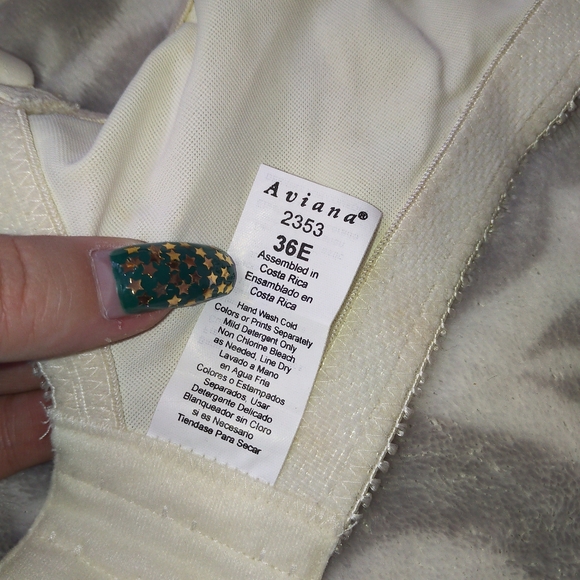 Aviana®
2353
36E
Assembled in
Costa Rica
Ensamblado en
Costa Rica
Hand Wash Cold
Colors or Prints Separately
Mild Detergent Only
Non Chlorine Bleach
as Needed, Line Dry
Lavado a Mano
en Agua Fria
Colores o Estampados
Separados, Usar
Detergente Delicado
Blanqueador sin Cloro
si es Necesario
Tiendase Para Secar